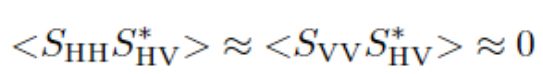 <S_HH S*_HV> ≈ <S_VV S*_HV> ≈ 0